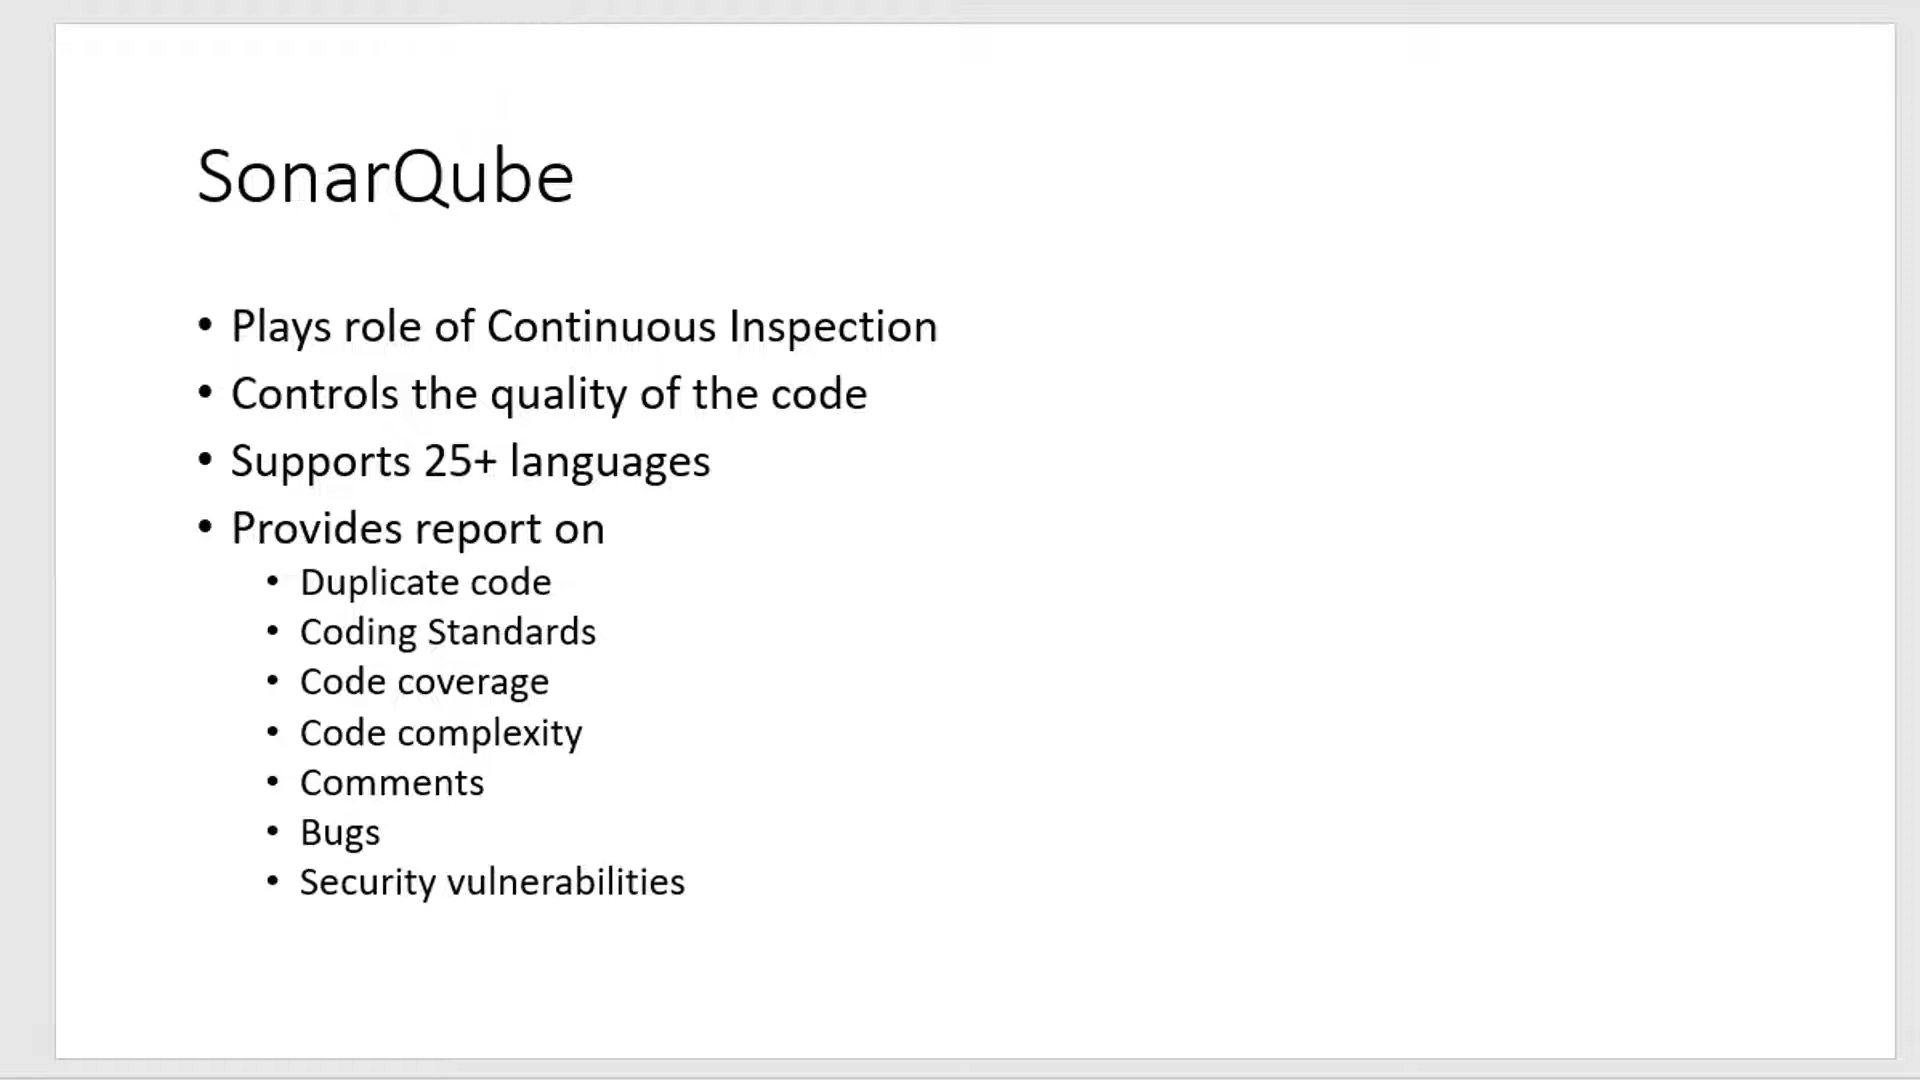 SonarQube
• Plays role of Continuous Inspection
• Controls the quality of the code
• Supports 25+ languages
• Provides report on
• Duplicate code
• Coding Standards
• Code coverage
• Code complexity
• Comments
• Bugs
• Security vulnerabilities